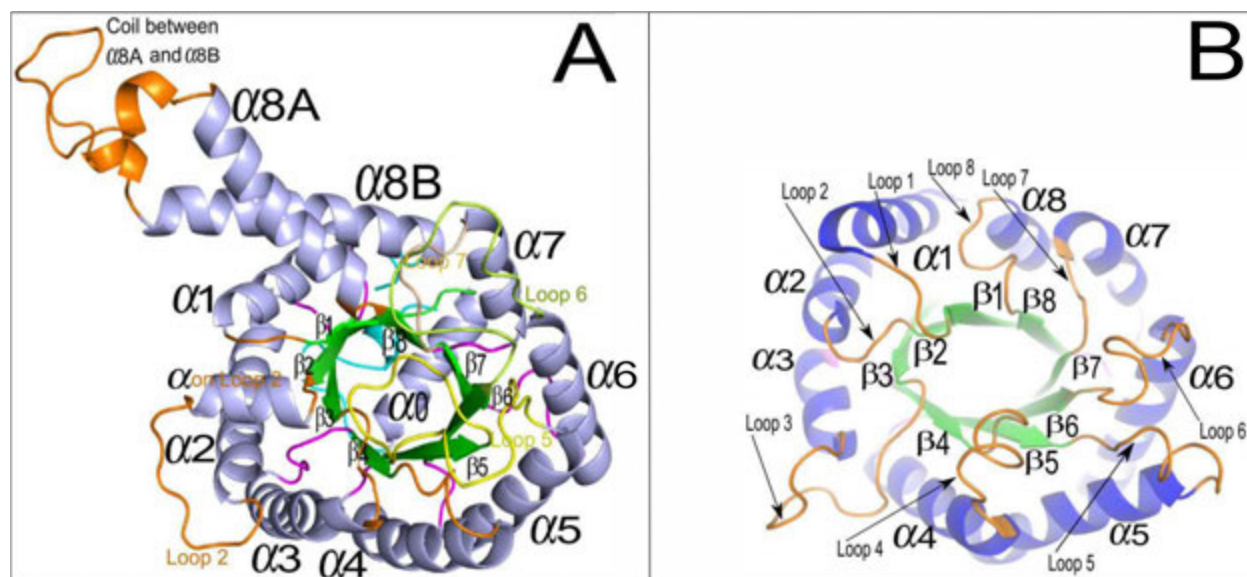 Coil between
α8A and α8B
A
α8A
α8B
α7
Loop 7
Loop 6
α1
β1
β8
β7
β2
α on Loop 2
α6
β6
α0
β3
Loop 5
α2
β4
β5
α5
Loop 2
α3
α4
B
Loop 8
Loop 1
Loop 7
Loop 2
α8
α7
α1
α2
β1
β8
α3
β2
β7
β3
α6
Loop 3
β4
β6
Loop 6
β5
Loop 4
α4
α5
Loop 5